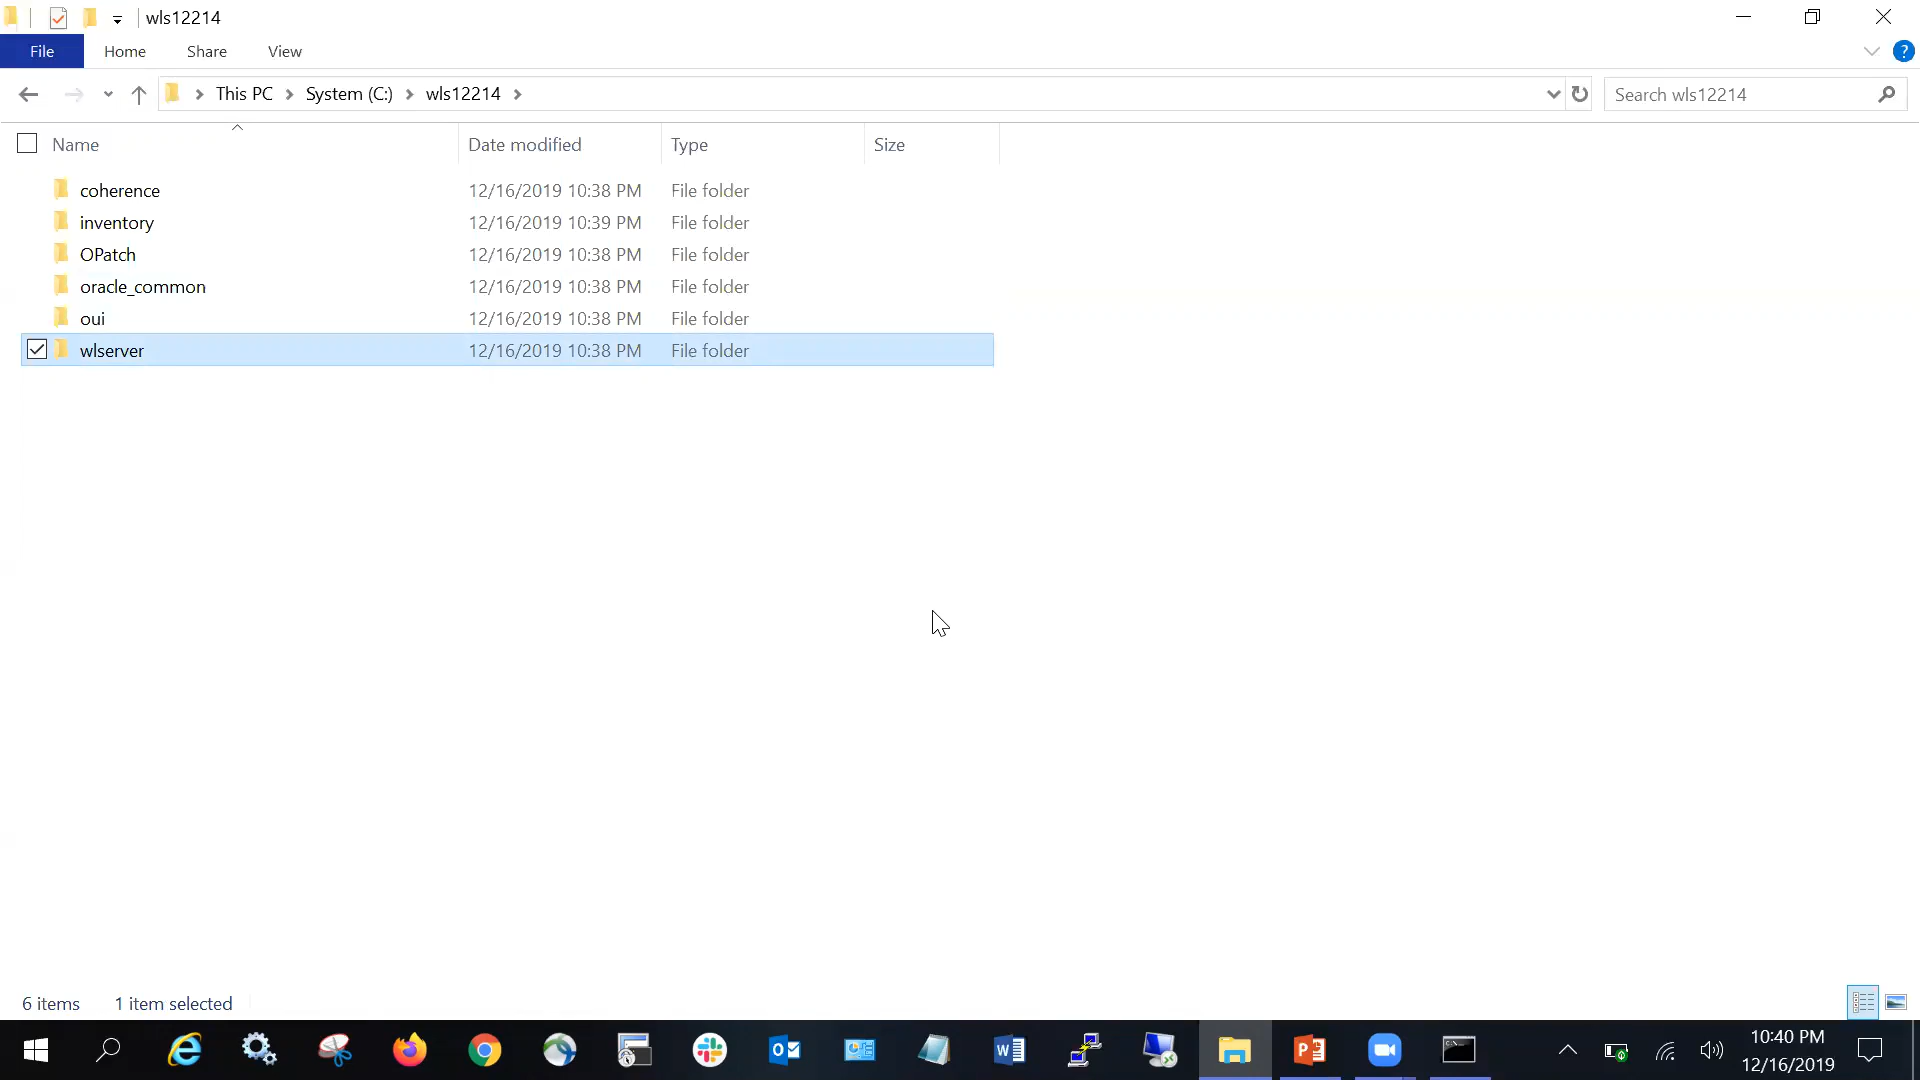 wls12214
File Home Share View
This PC System (C:) wls12214 Search wls12214
Name Date modified Type Size
coherence 12/16/2019 10:38 PM File folder
inventory 12/16/2019 10:39 PM File folder
OPatch 12/16/2019 10:38 PM File folder
oracle_common 12/16/2019 10:38 PM File folder
oui 12/16/2019 10:38 PM File folder
wlserver 12/16/2019 10:38 PM File folder
6 items 1 item selected
10:40 PM
12/16/2019